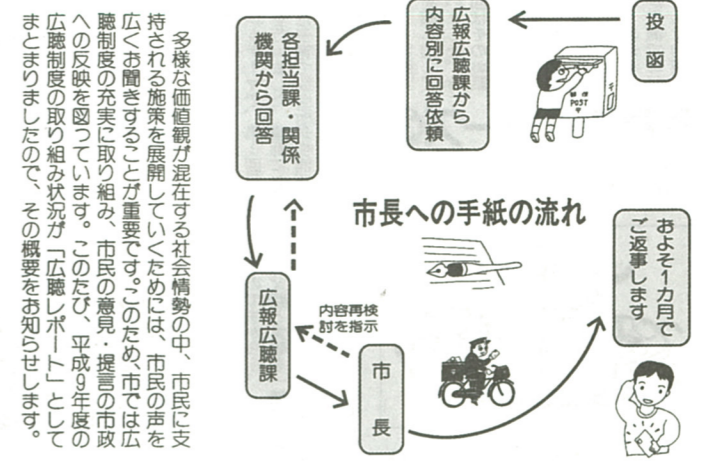 投函
広報広聴課から
内容別に回答依頼
各担当課・関係
機関から回答
郵便
POST
〒
市長への手紙の流れ
広報広聴課
内容再検
討を指示
市長
およそ1カ月で
ご返事します
多様な価値観が混在する社会情勢の中、市民に支
持される施策を展開していくためには、市民の声を
広くお聞きすることが重要です。このため、市では広
聴制度の充実に取り組み、市民の意見・提言の市政
への反映を図っています。このたび、平成9年度の
広聴制度の取り組み状況が「広聴レポート」として
まとまりましたので、その概要をお知らせします。